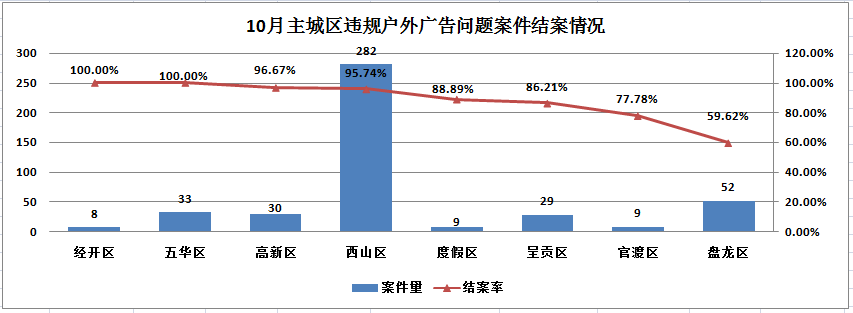 10月主城区违规户外广告问题案件结案情况
300 282 120.00%
250 100.00% 100.00% 96.67% 95.74% 88.89% 86.21% 77.78% 59.62% 100.00%
200 80.00%
150 60.00%
100 40.00%
50 8 33 30 9 29 9 52 20.00%
0 0.00%
经开区 五华区 高新区 西山区 度假区 呈贡区 官渡区 盘龙区
案件量 结案率